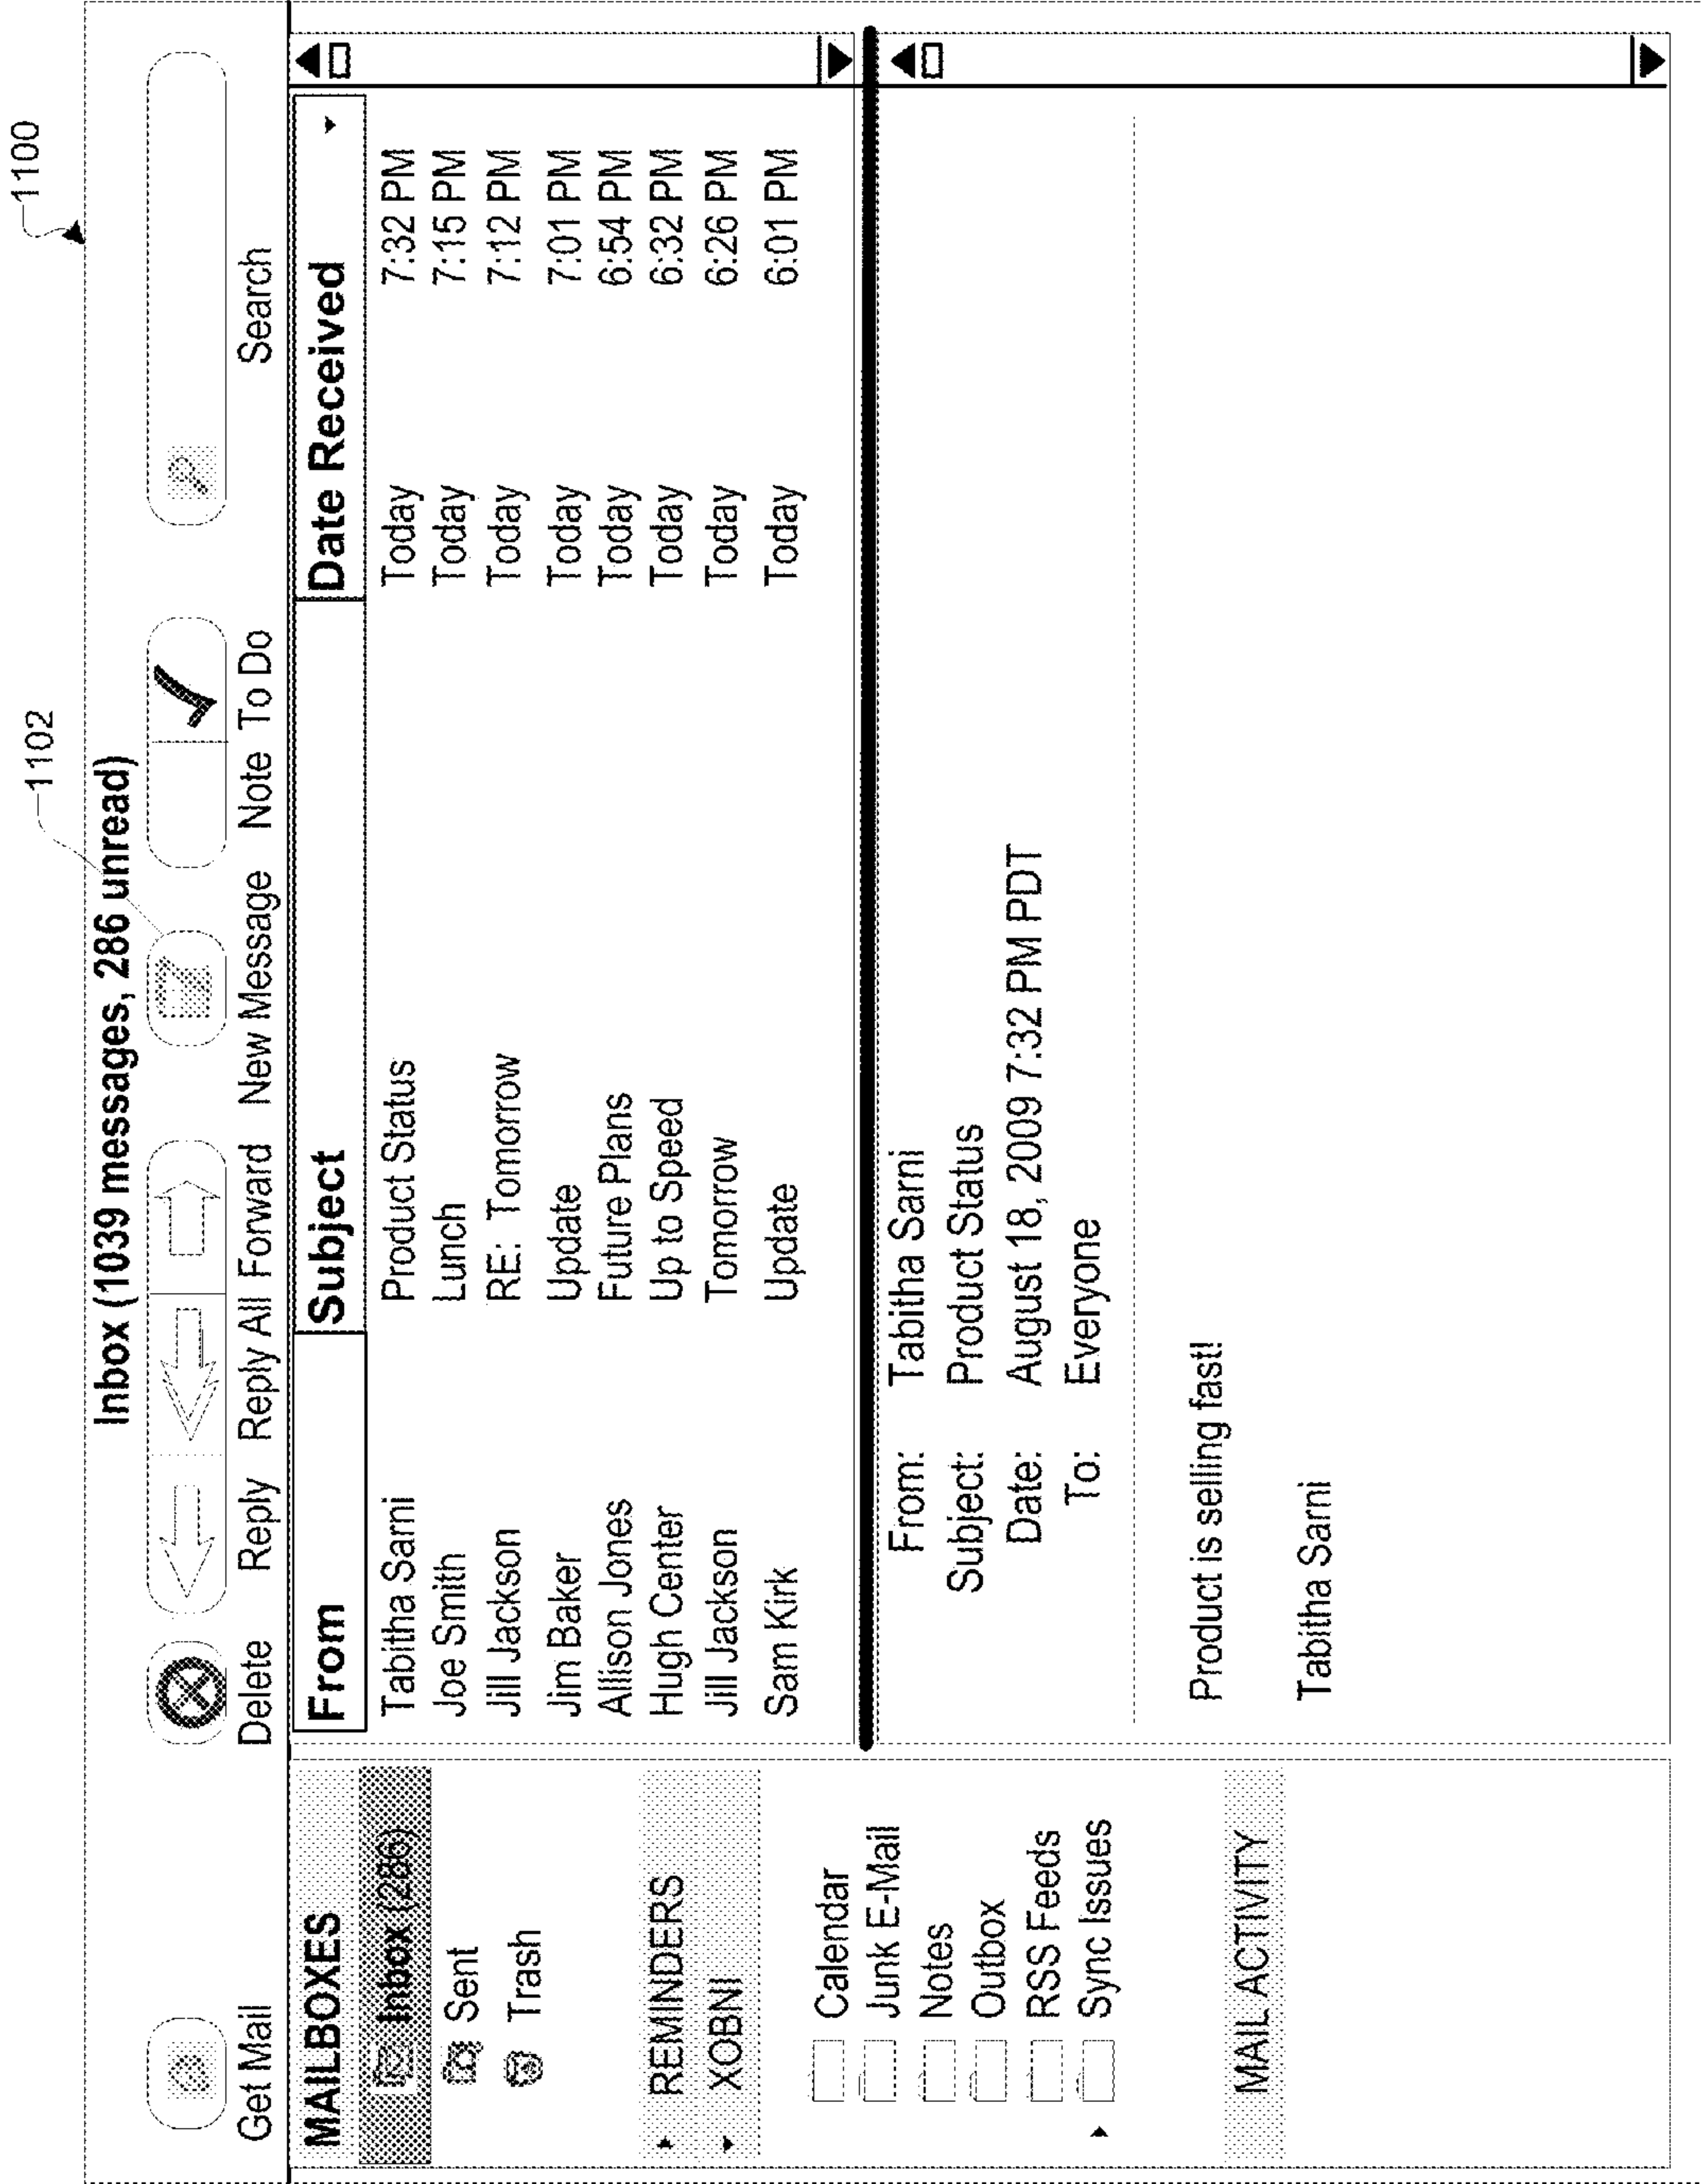 1100
1102
Inbox (1039 messages, 286 unread)
Get Mail Delete Reply Reply All Forward New Message Note To Do Search
MAILBOXES
Inbox (286)
Sent
Trash
REMINDERS
XOBNI
Calendar
Junk E-Mail
Notes
Outbox
RSS Feeds
Sync Issues
MAIL ACTIVITY
From Subject Date Received
Tabitha Sarni Product Status Today 7:32 PM
Joe Smith Lunch Today 7:15 PM
Jill Jackson RE: Tomorrow Today 7:12 PM
Jim Baker Update Today 7:01 PM
Allison Jones Future Plans Today 6:54 PM
Hugh Center Up to Speed Today 6:32 PM
Jill Jackson Tomorrow Today 6:26 PM
Sam Kirk Update Today 6:01 PM
From: Tabitha Sarni
Subject: Product Status
Date: August 18, 2009 7:32 PM PDT
To: Everyone
Product is selling fast!
Tabitha Sarni